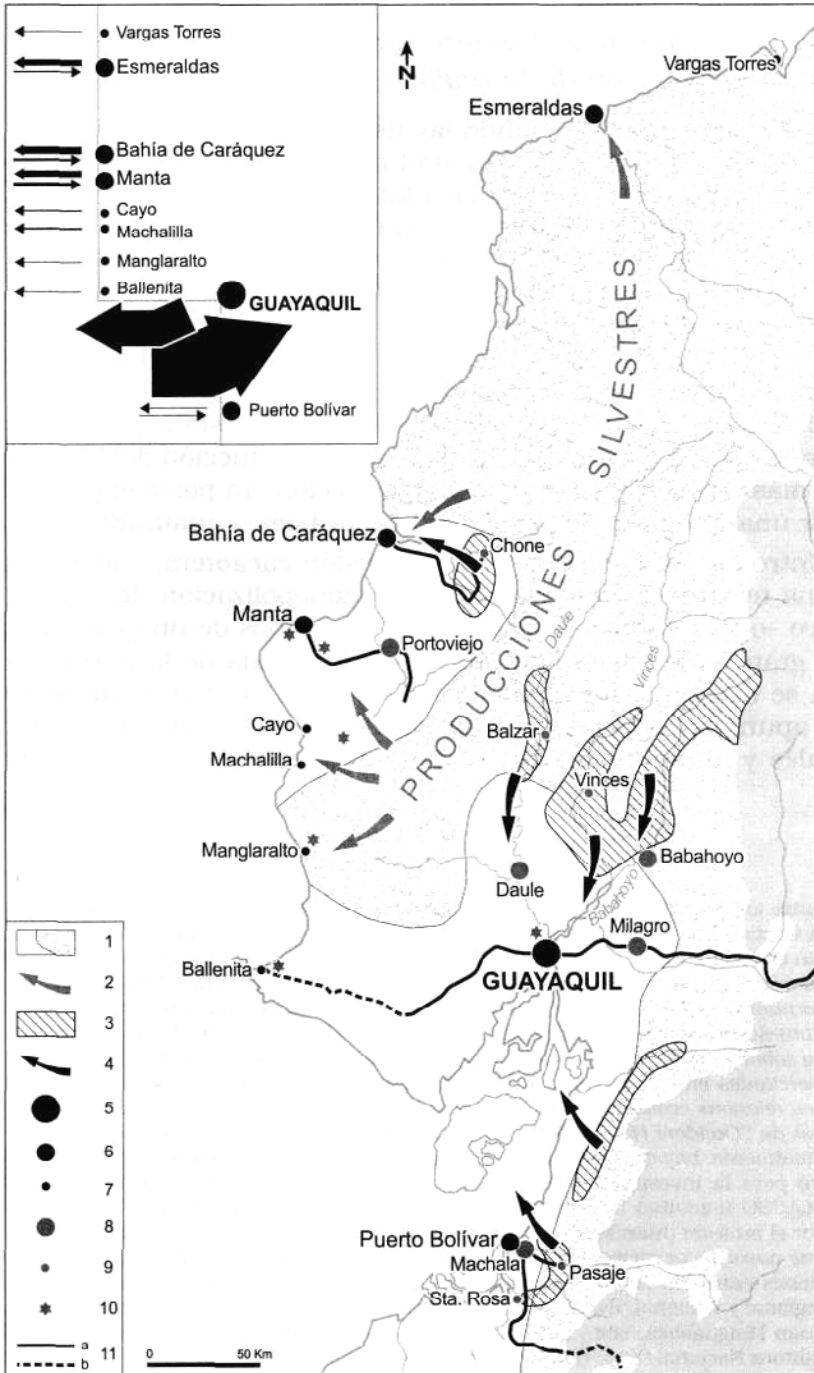 Vargas Torres
Esmeraldas
Bahía de Caráquez
Manta
Cayo
Machalilla
Manglaralto
Ballenita
GUAYAQUIL
Puerto Bolívar
N
Vargas Torres
Esmeraldas
PRODUCCIONES SILVESTRES
Bahía de Caráquez
Chone
Manta
Portoviejo
Daule
Vinces
Cayo
Machalilla
Balzar
Vinces
Manglaralto
Daule
Babahoyo
Babahoyo
Milagro
Ballenita
GUAYAQUIL
Puerto Bolívar
Machala
Pasaje
Sta. Rosa
1
2
3
4
5
6
7
8
9
10
a
b
11
0 50 Km